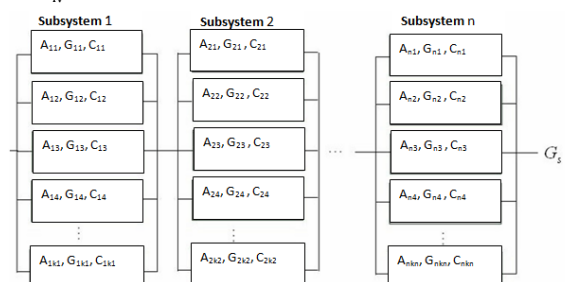 N
Subsystem 1 Subsystem 2 Subsystem n
A11, G11, C11 A21, G21, C21 An1, Gn1, Cn1
A12, G12, C12 A22, G22, C22 An2, Gn2, Cn2
A13, G13, C13 A23, G23, C23 ... An3, Gn3, Cn3 Gs
A14, G14, C14 A24, G24, C24 An4, Gn4, Cn4
⋮ ⋮ ⋮
A1k1, G1k1, C1k1 A2k2, G2k2, C2k2 Ankn, Gnkn, Cnkn